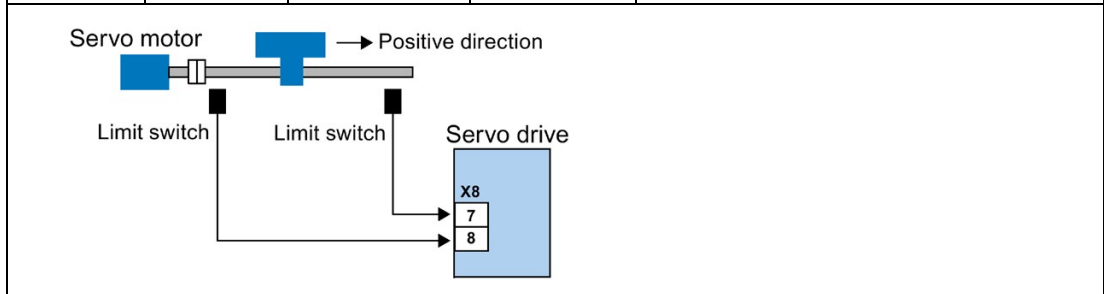 Servo motor
Positive direction
Limit switch
Limit switch
Servo drive
X8
7
8